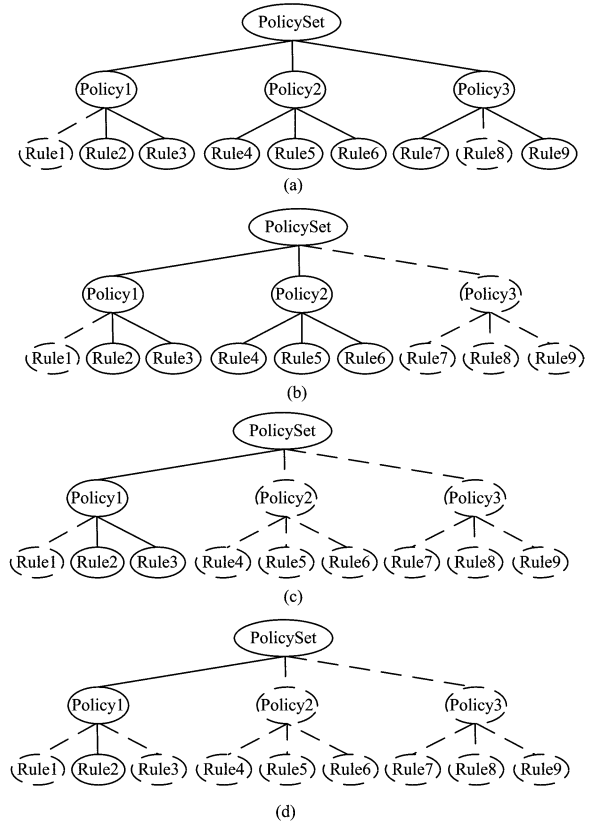 PolicySet
Policy1 Policy2 Policy3
Rule1 Rule2 Rule3 Rule4 Rule5 Rule6 Rule7 Rule8 Rule9
(a)
PolicySet
Policy1 Policy2 Policy3
Rule1 Rule2 Rule3 Rule4 Rule5 Rule6 Rule7 Rule8 Rule9
(b)
PolicySet
Policy1 Policy2 Policy3
Rule1 Rule2 Rule3 Rule4 Rule5 Rule6 Rule7 Rule8 Rule9
(c)
PolicySet
Policy1 Policy2 Policy3
Rule1 Rule2 Rule3 Rule4 Rule5 Rule6 Rule7 Rule8 Rule9
(d)